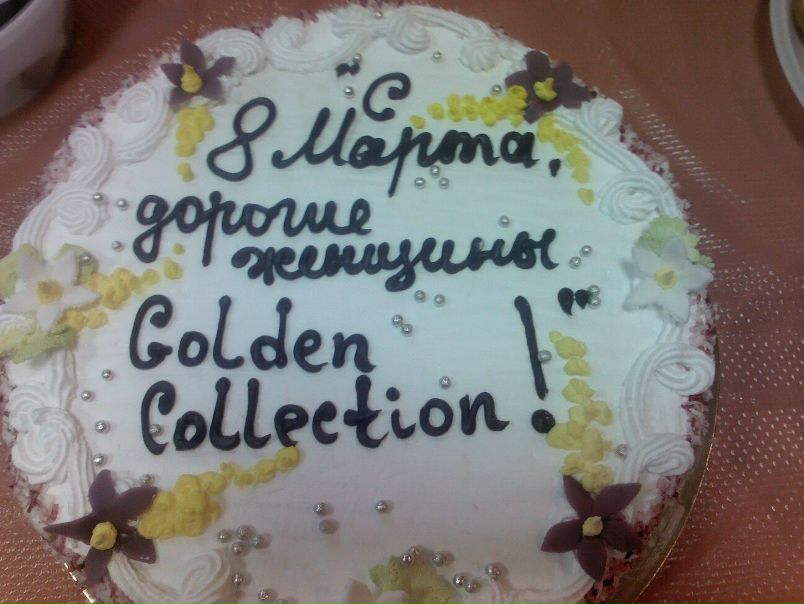 "С
8 Марта,
дорогие
женщины
Golden
Collection!"